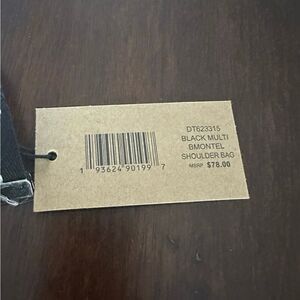 DT623315
BLACK MULTI
BMONTEL
SHOULDER BAG
MSRP $78.00
1 93624 90199 7